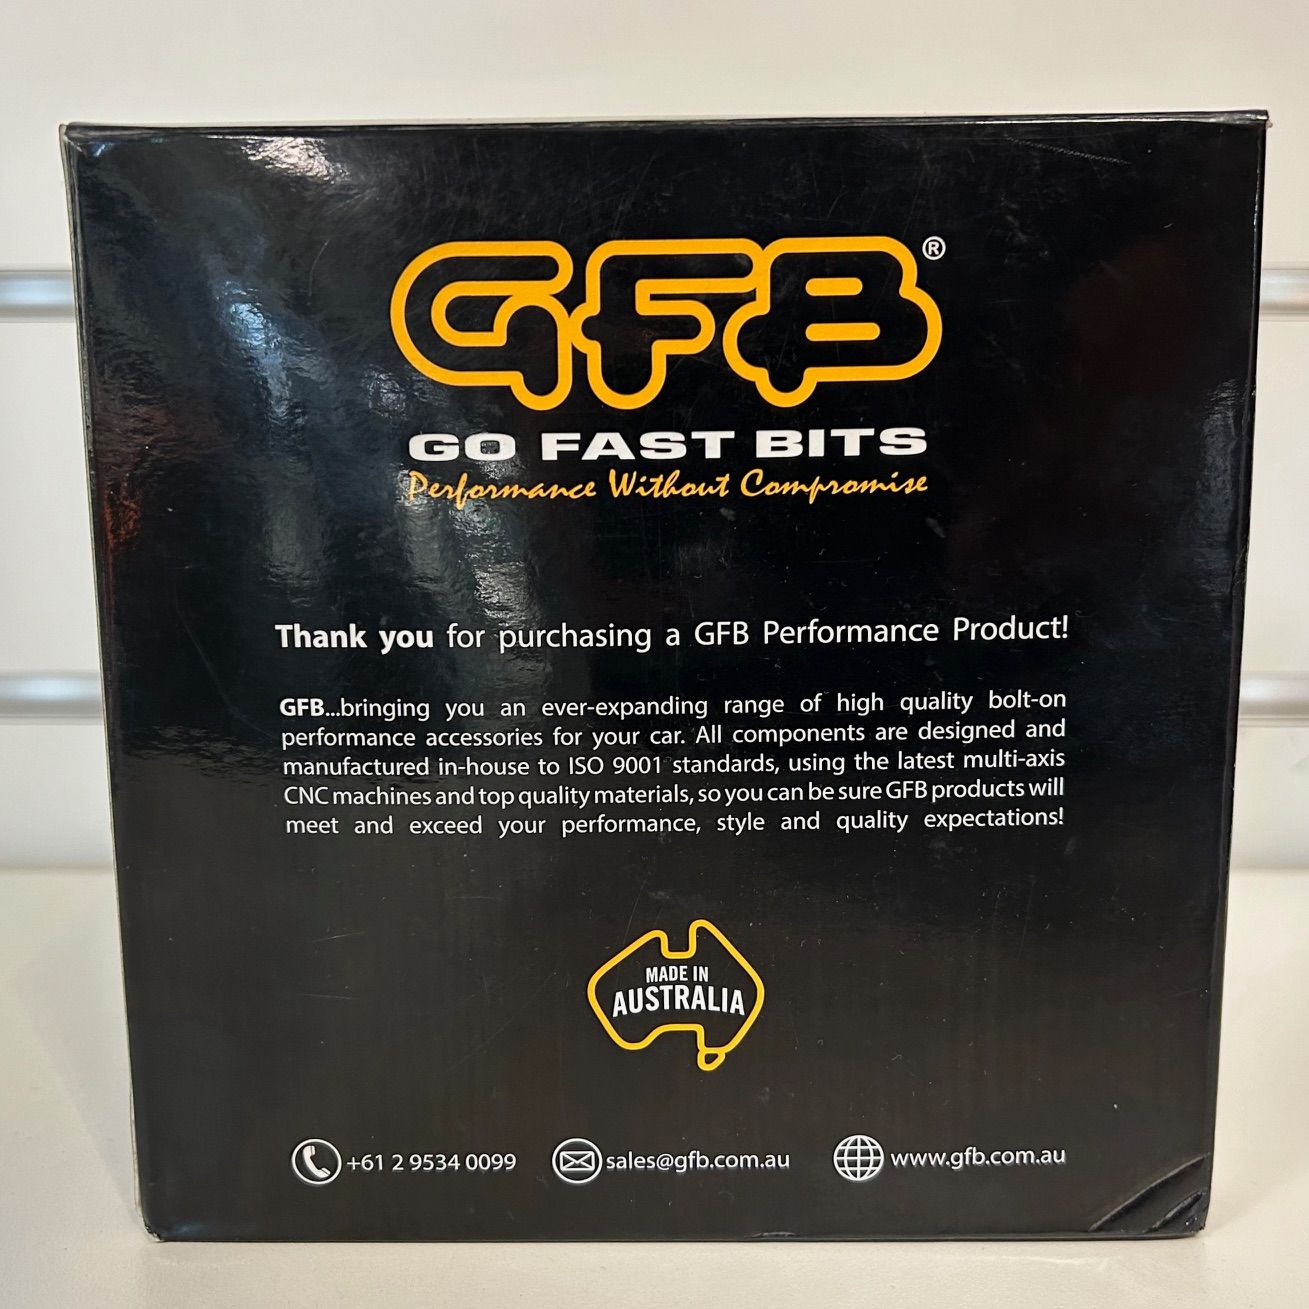 GFB®
GO FAST BITS
Performance Without Compromise
Thank you for purchasing a GFB Performance Product!
GFB...bringing you an ever-expanding range of high quality bolt-on
performance accessories for your car. All components are designed and
manufactured in-house to ISO 9001 standards, using the latest multi-axis
CNC machines and top quality materials, so you can be sure GFB products will
meet and exceed your performance, style and quality expectations!
MADE IN
AUSTRALIA
+61 2 9534 0099 sales@gfb.com.au www.gfb.com.au